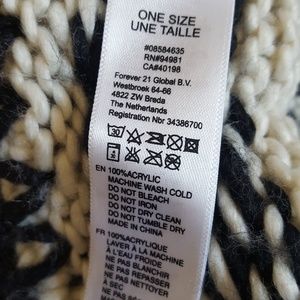 ONE SIZE
UNE TAILLE
#08584635
RN#94981
CA#40198
Forever 21 Global B.V.
Westbroek 64-66
4822 ZW Breda
The Netherlands
Registration Nbr 34386700
30
EN 100%ACRYLIC
MACHINE WASH COLD
DO NOT BLEACH
DO NOT IRON
DO NOT DRY CLEAN
DO NOT TUMBLE DRY
MADE IN CHINA
FR 100%ACRYLIQUE
LAVER À LA MACHINE
À L'EAU FROIDE
NE PAS BLANCHIR
NE PAS REPASSER
NE PAS NETTOYER
À SEC